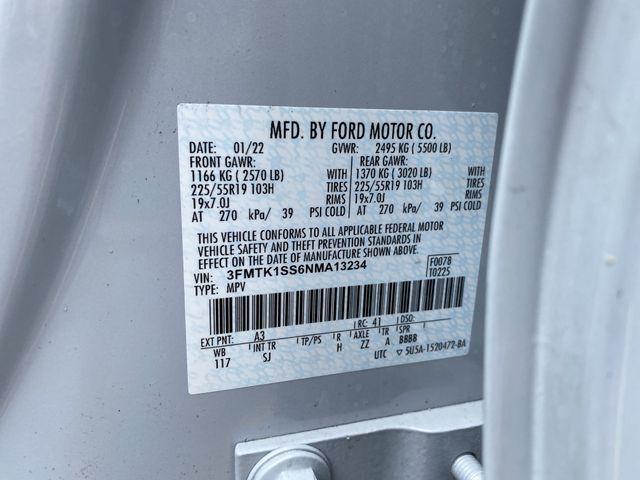 MFD. BY FORD MOTOR CO.
DATE: 01/22 GVWR: 2495 KG ( 5500 LB)
FRONT GAWR: REAR GAWR:
1166 KG ( 2570 LB) WITH 1370 KG ( 3020 LB) WITH
225/55R19 103H TIRES 225/55R19 103H TIRES
19x7.0J RIMS 19x7.0J RIMS
AT 270 kPa/ 39 PSI COLD AT 270 kPa/ 39 PSI COLD
THIS VEHICLE CONFORMS TO ALL APPLICABLE FEDERAL MOTOR
VEHICLE SAFETY AND THEFT PREVENTION STANDARDS IN
EFFECT ON THE DATE OF MANUFACTURE SHOWN ABOVE.
VIN: 3FMTK1SS6NMA13234 F0078
TYPE: MPV T0225
EXT PNT: A3 RC: 41 DSO:
WB INT TR TP/PS R AXLE TR SPR
117 SJ H ZZ A BBBB
UTC 5U5A-1520472-BA